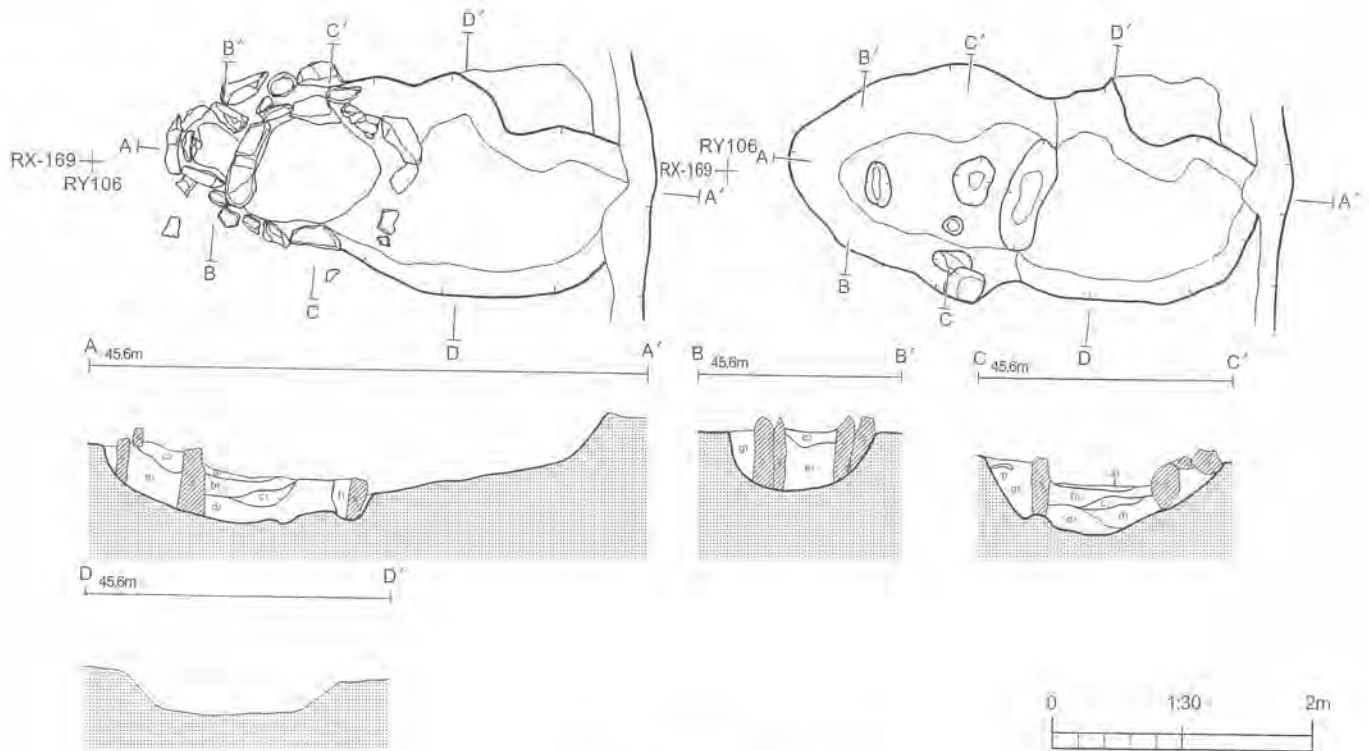 D″
C′
B″
A
RX-169
RY106
A′
B
C
D
D′
C′
B′
RY106
A
RX-169
A″
B
C
D
A 45.6m A′
B 45.6m B′
C 45.6m C′
D 45.6m D″
0 1:30 2m